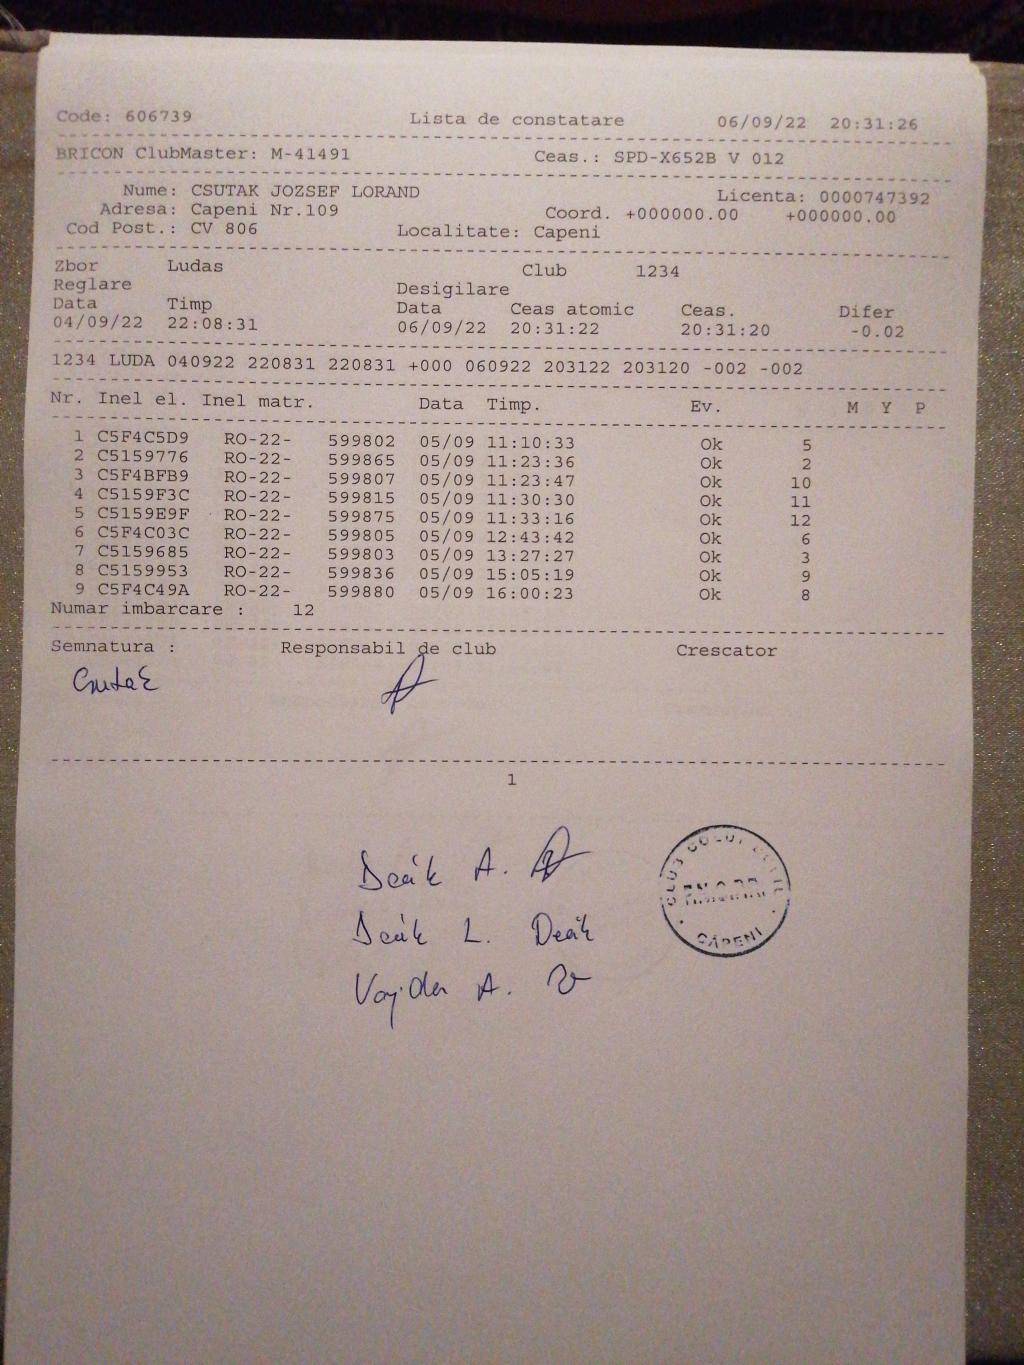 Code: 606739 Lista de constatare 06/09/22 20:31:26
BRICON ClubMaster: M-41491 Ceas.: SPD-X652B V 012
Nume: CSUTAK JOZSEF LORAND Licenta: 0000747392
Adresa: Capeni Nr.109 Coord. +000000.00 +000000.00
Cod Post.: CV 806 Localitate: Capeni
Zbor Ludas Club 1234
Reglare Desigilare
Data Timp Data Ceas atomic Ceas. Difer
04/09/22 22:08:31 06/09/22 20:31:22 20:31:20 -0.02
1234 LUDA 040922 220831 220831 +000 060922 203122 203120 -002 -002
Nr. Inel el. Inel matr. Data Timp. Ev. M Y P
1 C5F4C5D9 RO-22- 599802 05/09 11:10:33 Ok 5
2 C5159776 RO-22- 599865 05/09 11:23:36 Ok 2
3 C5F4BFB9 RO-22- 599807 05/09 11:23:47 Ok 10
4 C5159F3C RO-22- 599815 05/09 11:30:30 Ok 11
5 C5159E9F RO-22- 599875 05/09 11:33:16 Ok 12
6 C5F4C03C RO-22- 599805 05/09 12:43:42 Ok 6
7 C5159685 RO-22- 599803 05/09 13:27:27 Ok 3
8 C5159953 RO-22- 599836 05/09 15:05:19 Ok 9
9 C5F4C49A RO-22- 599880 05/09 16:00:23 Ok 8
Numar imbarcare : 12
Semnatura : Responsabil de club Crescator
Csutak
1
Deák A.
Deák L. Deák
Vajda A.
CLUB
CĂPENI